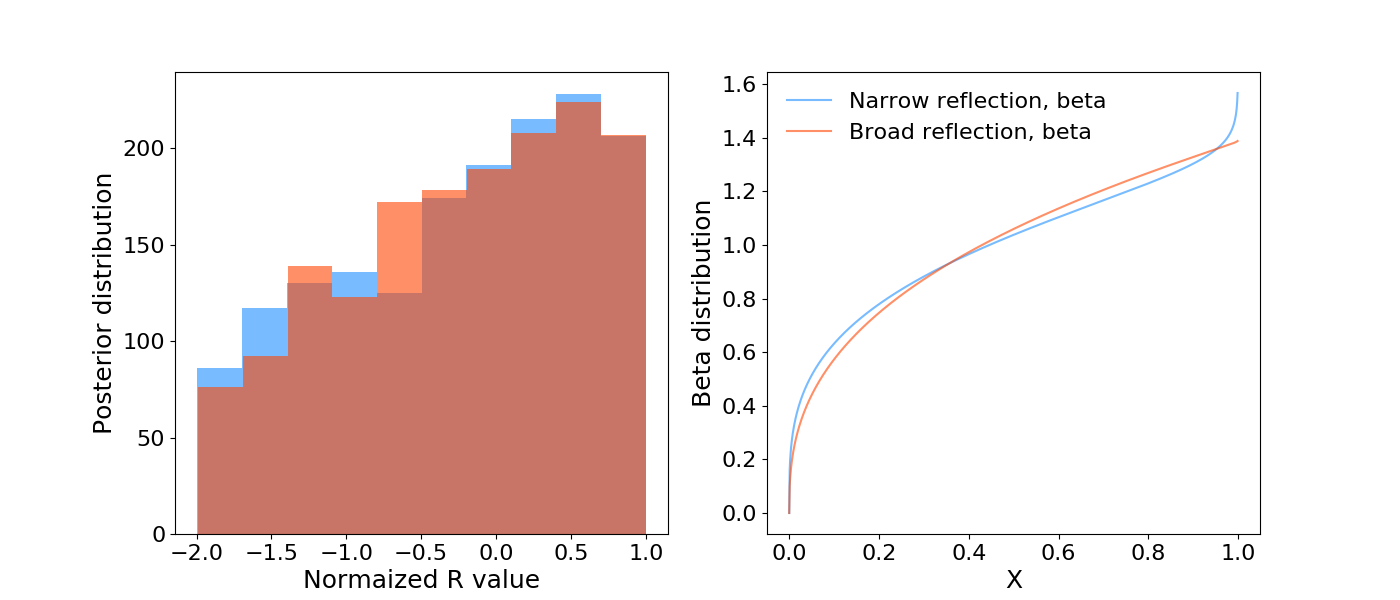 Posterior distribution
200
150
100
50
0
−2.0 −1.5 −1.0 −0.5 0.0 0.5 1.0
Normaized R value
Beta distribution
1.6
1.4
1.2
1.0
0.8
0.6
0.4
0.2
0.0
0.0 0.2 0.4 0.6 0.8 1.0
X
Narrow reflection, beta
Broad reflection, beta